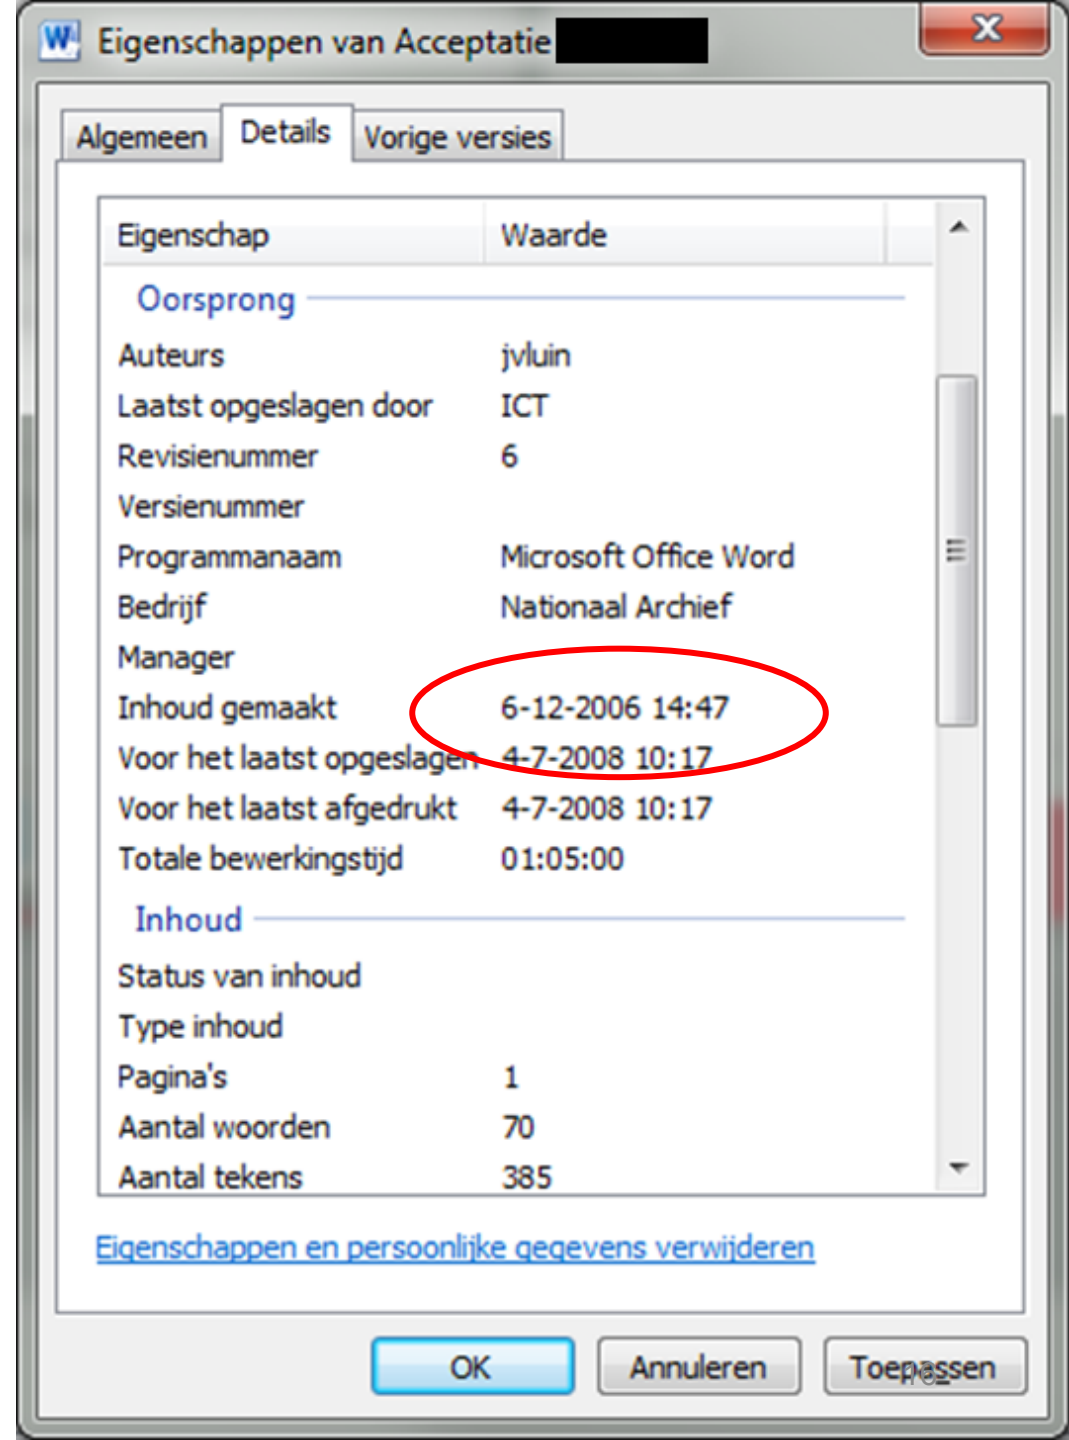 Eigenschappen van Acceptatie
Algemeen Details Vorige versies
Eigenschap Waarde
Oorsprong
Auteurs jvluin
Laatst opgeslagen door ICT
Revisienummer 6
Versienummer
Programmanaam Microsoft Office Word
Bedrijf Nationaal Archief
Manager
Inhoud gemaakt 6-12-2006 14:47
Voor het laatst opgeslagen 4-7-2008 10:17
Voor het laatst afgedrukt 4-7-2008 10:17
Totale bewerkingstijd 01:05:00
Inhoud
Status van inhoud
Type inhoud
Pagina's 1
Aantal woorden 70
Aantal tekens 385
Eigenschappen en persoonlijke gegevens verwijderen
OK Annuleren Toepassen